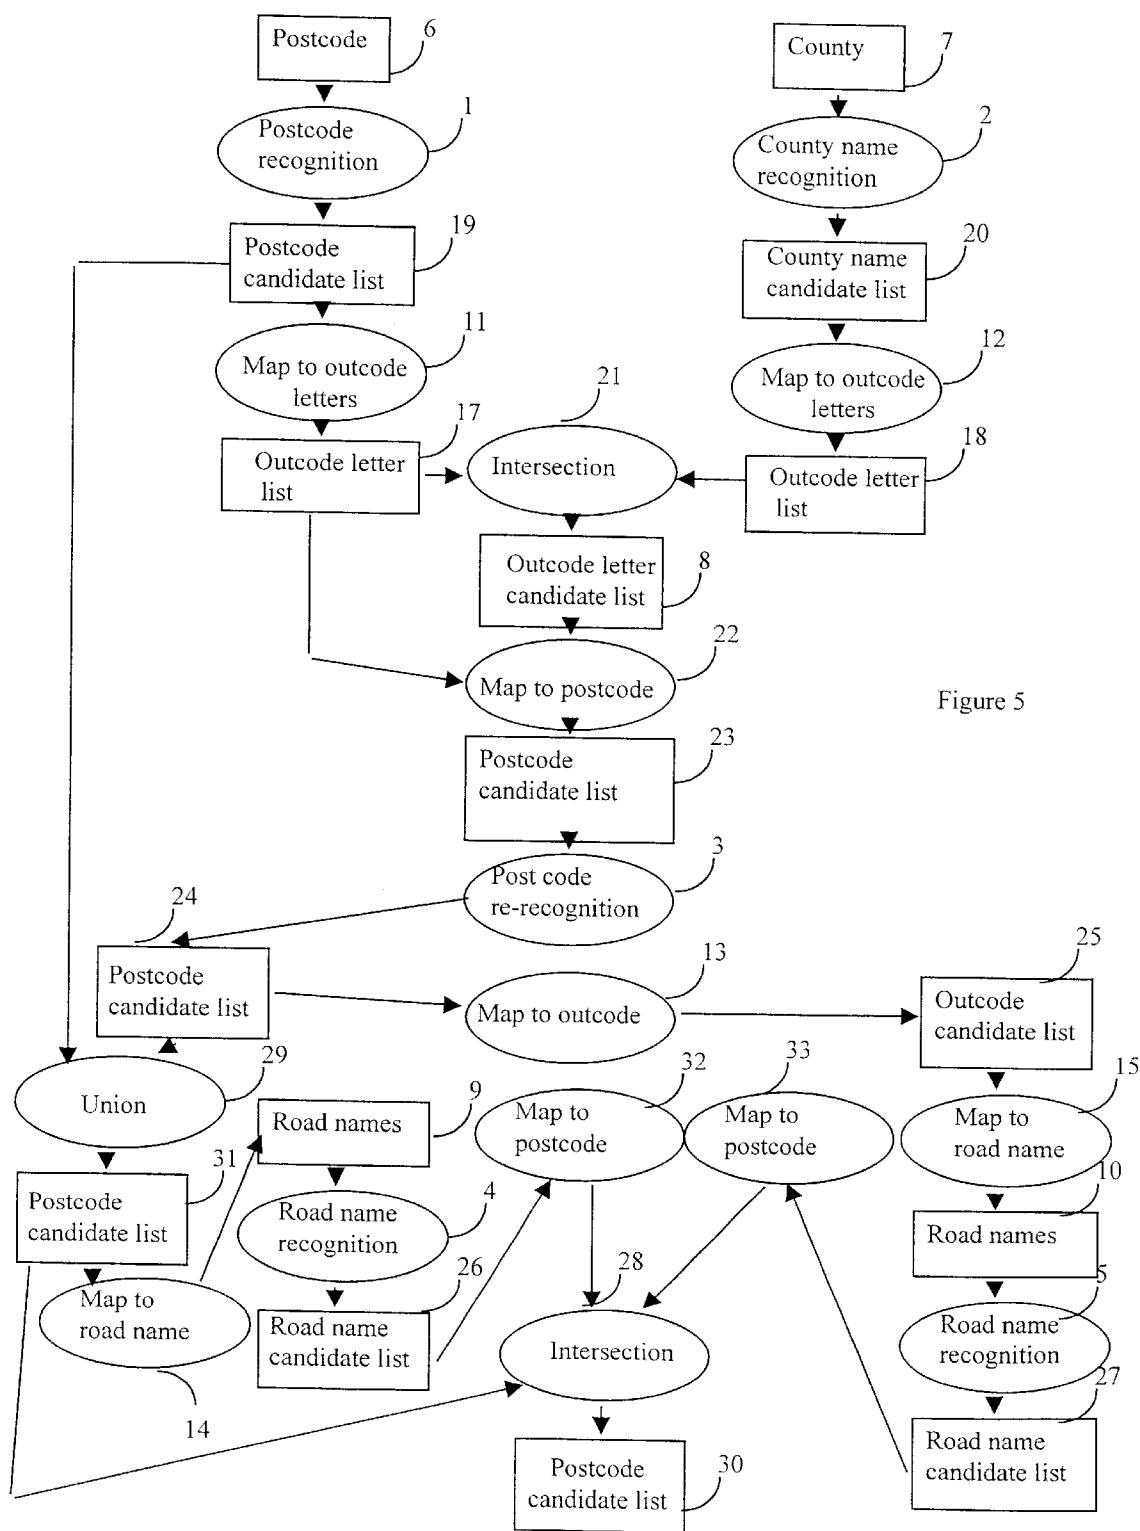 Postcode
6
County
7
1
Postcode
recognition
2
County name
recognition
19
Postcode
candidate list
20
County name
candidate list
11
Map to outcode
letters
12
Map to outcode
letters
21
17
Outcode letter
list
Intersection
18
Outcode letter
list
8
Outcode letter
candidate list
22
Map to postcode
Figure 5
23
Postcode
candidate list
3
Post code
re-recognition
24
Postcode
candidate list
13
Map to outcode
25
Outcode
candidate list
29
Union
9
Road names
32
Map to
postcode
33
Map to
postcode
15
Map to
road name
31
Postcode
candidate list
4
Road name
recognition
10
Road names
14
Map to
road name
26
Road name
candidate list
28
Intersection
5
Road name
recognition
27
Road name
candidate list
30
Postcode
candidate list